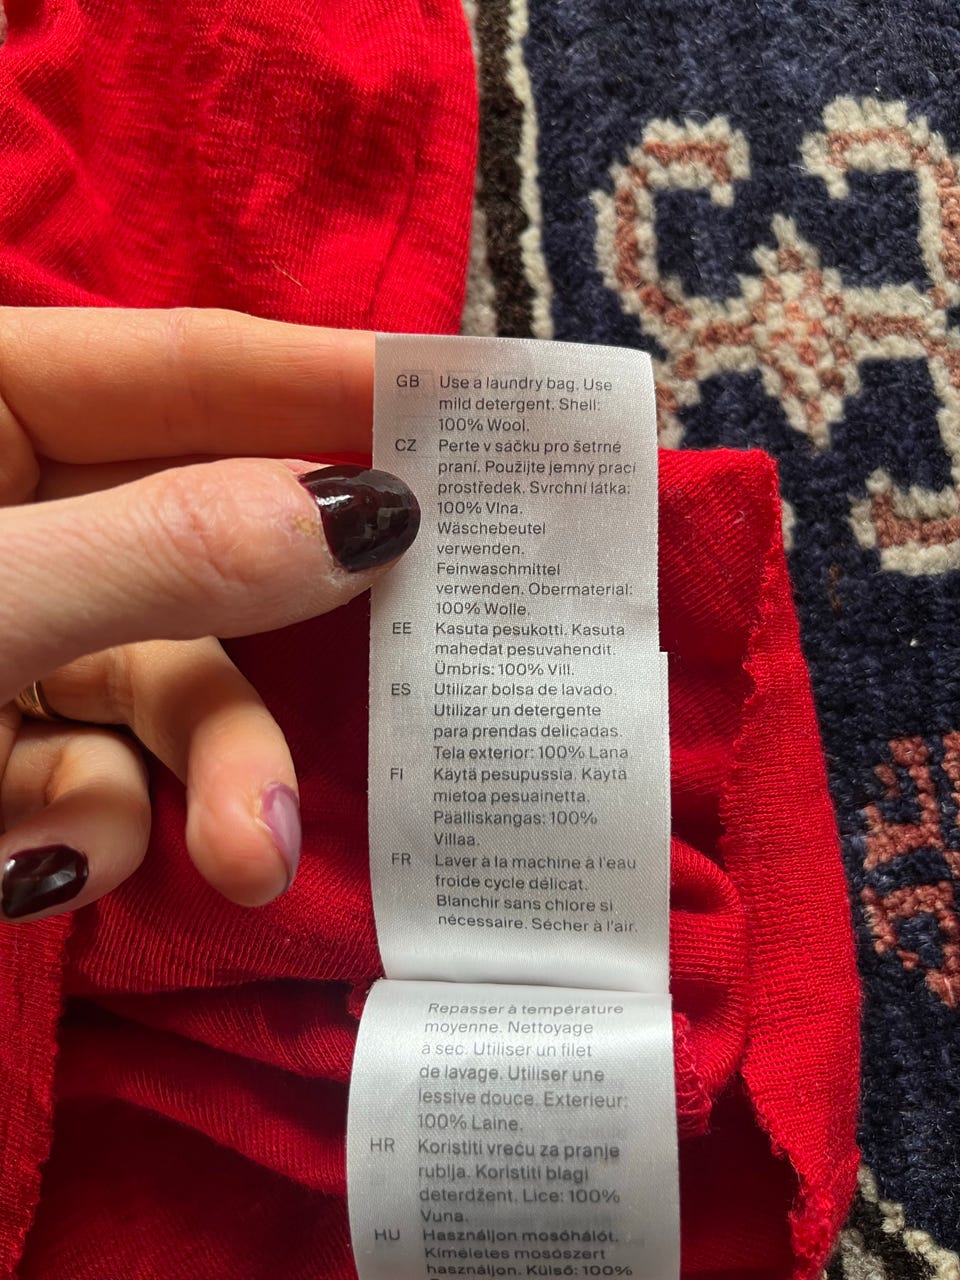 GB Use a laundry bag. Use
mild detergent. Shell:
100% Wool.
CZ Perte v sáčku pro šetrné
praní. Použijte jemný prací
prostředek. Svrchní látka:
100% Vlna.
Wäschebeutel
verwenden.
Feinwaschmittel
verwenden. Obermaterial:
100% Wolle.
EE Kasuta pesukotti. Kasuta
mahedat pesuvahendit.
Ümbris: 100% Vill.
ES Utilizar bolsa de lavado.
Utilizar un detergente
para prendas delicadas.
Tela exterior: 100% Lana.
FI Käytä pesupussia. Käytä
mietoa pesuainetta.
Päälliskangas: 100%
Villaa.
FR Laver à la machine à l'eau
froide cycle délicat.
Blanchir sans chlore si
nécessaire. Sécher à l'air.
Repasser à température
moyenne. Nettoyage
à sec. Utiliser un filet
de lavage. Utiliser une
lessive douce. Exterieur:
100% Laine.
HR Koristiti vreću za pranje
rublja. Koristiti blagi
deterdžent. Lice: 100%
Vuna.
HU Használjon mosóhálót.
Kíméletes mosószert
használjon. Külső: 100%